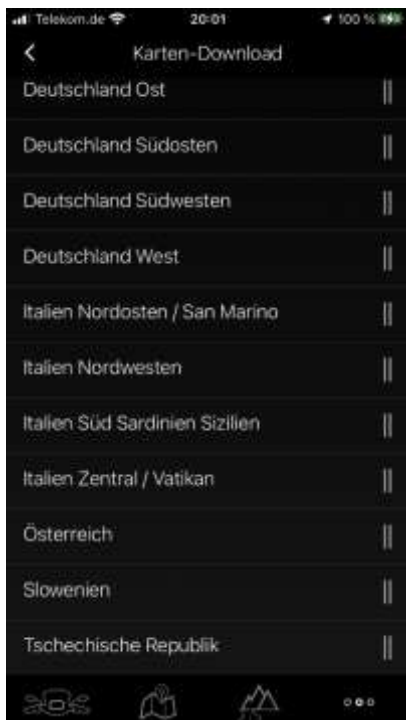 Telekom.de 20:01 100 %
Karten-Download
Deutschland Ost
Deutschland Südosten
Deutschland Südwesten
Deutschland West
Italien Nordosten / San Marino
Italien Nordwesten
Italien Süd Sardinien Sizilien
Italien Zentral / Vatikan
Österreich
Slowenien
Tschechische Republik